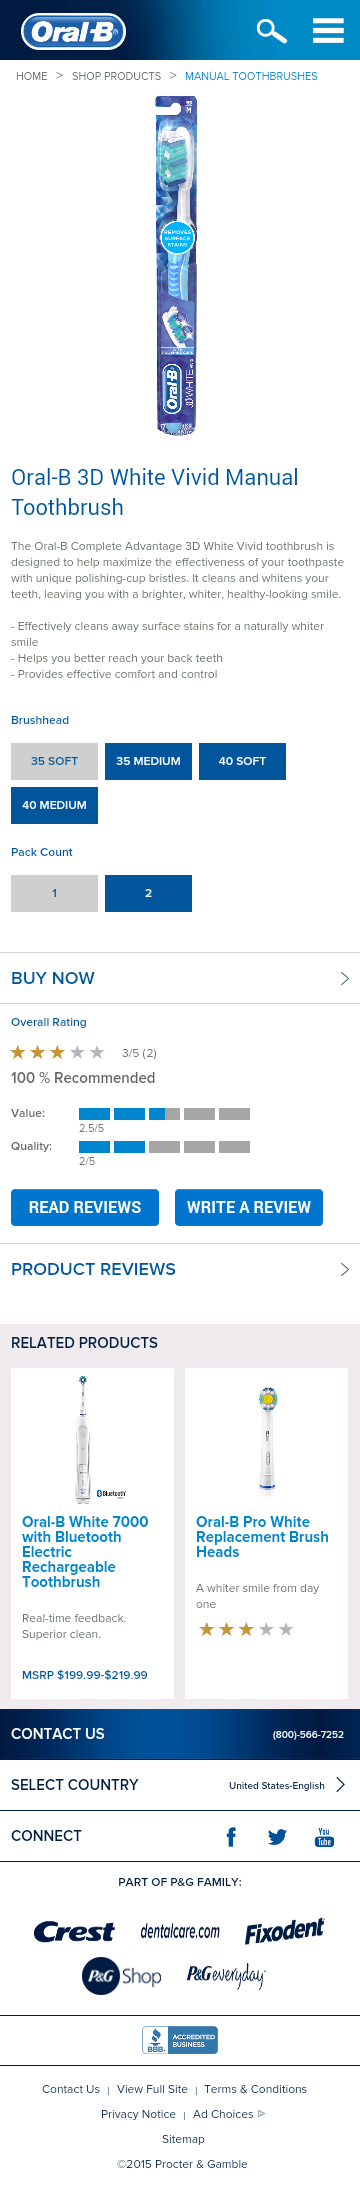 Oral-B
HOME > SHOP PRODUCTS > MANUAL TOOTHBRUSHES
REMOVES
SURFACE
STAINS
Oral-B
3D WHITE
Oral-B 3D White Vivid Manual
Toothbrush
The Oral-B Complete Advantage 3D White Vivid toothbrush is
designed to help maximize the effectiveness of your toothpaste
with unique polishing-cup bristles. It cleans and whitens your
teeth, leaving you with a brighter, whiter, healthy-looking smile.
- Effectively cleans away surface stains for a naturally whiter
smile
- Helps you better reach your back teeth
- Provides effective comfort and control
Brushhead
35 SOFT 35 MEDIUM 40 SOFT
40 MEDIUM
Pack Count
1 2
BUY NOW
Overall Rating
3/5 (2)
100 % Recommended
Value:
2.5/5
Quality:
2/5
READ REVIEWS WRITE A REVIEW
PRODUCT REVIEWS
RELATED PRODUCTS
Bluetooth
Oral-B White 7000
with Bluetooth
Electric
Rechargeable
Toothbrush
Real-time feedback.
Superior clean.
MSRP $199.99-$219.99
Oral-B Pro White
Replacement Brush
Heads
A whiter smile from day
one
CONTACT US (800)-566-7252
SELECT COUNTRY United States-English
CONNECT You Tube
PART OF P&G FAMILY:
Crest dentalcare.com Fixodent
P&G Shop P&G everyday
BBB ACCREDITED
BUSINESS
Contact Us | View Full Site | Terms & Conditions
Privacy Notice | Ad Choices
Sitemap
©2015 Procter & Gamble